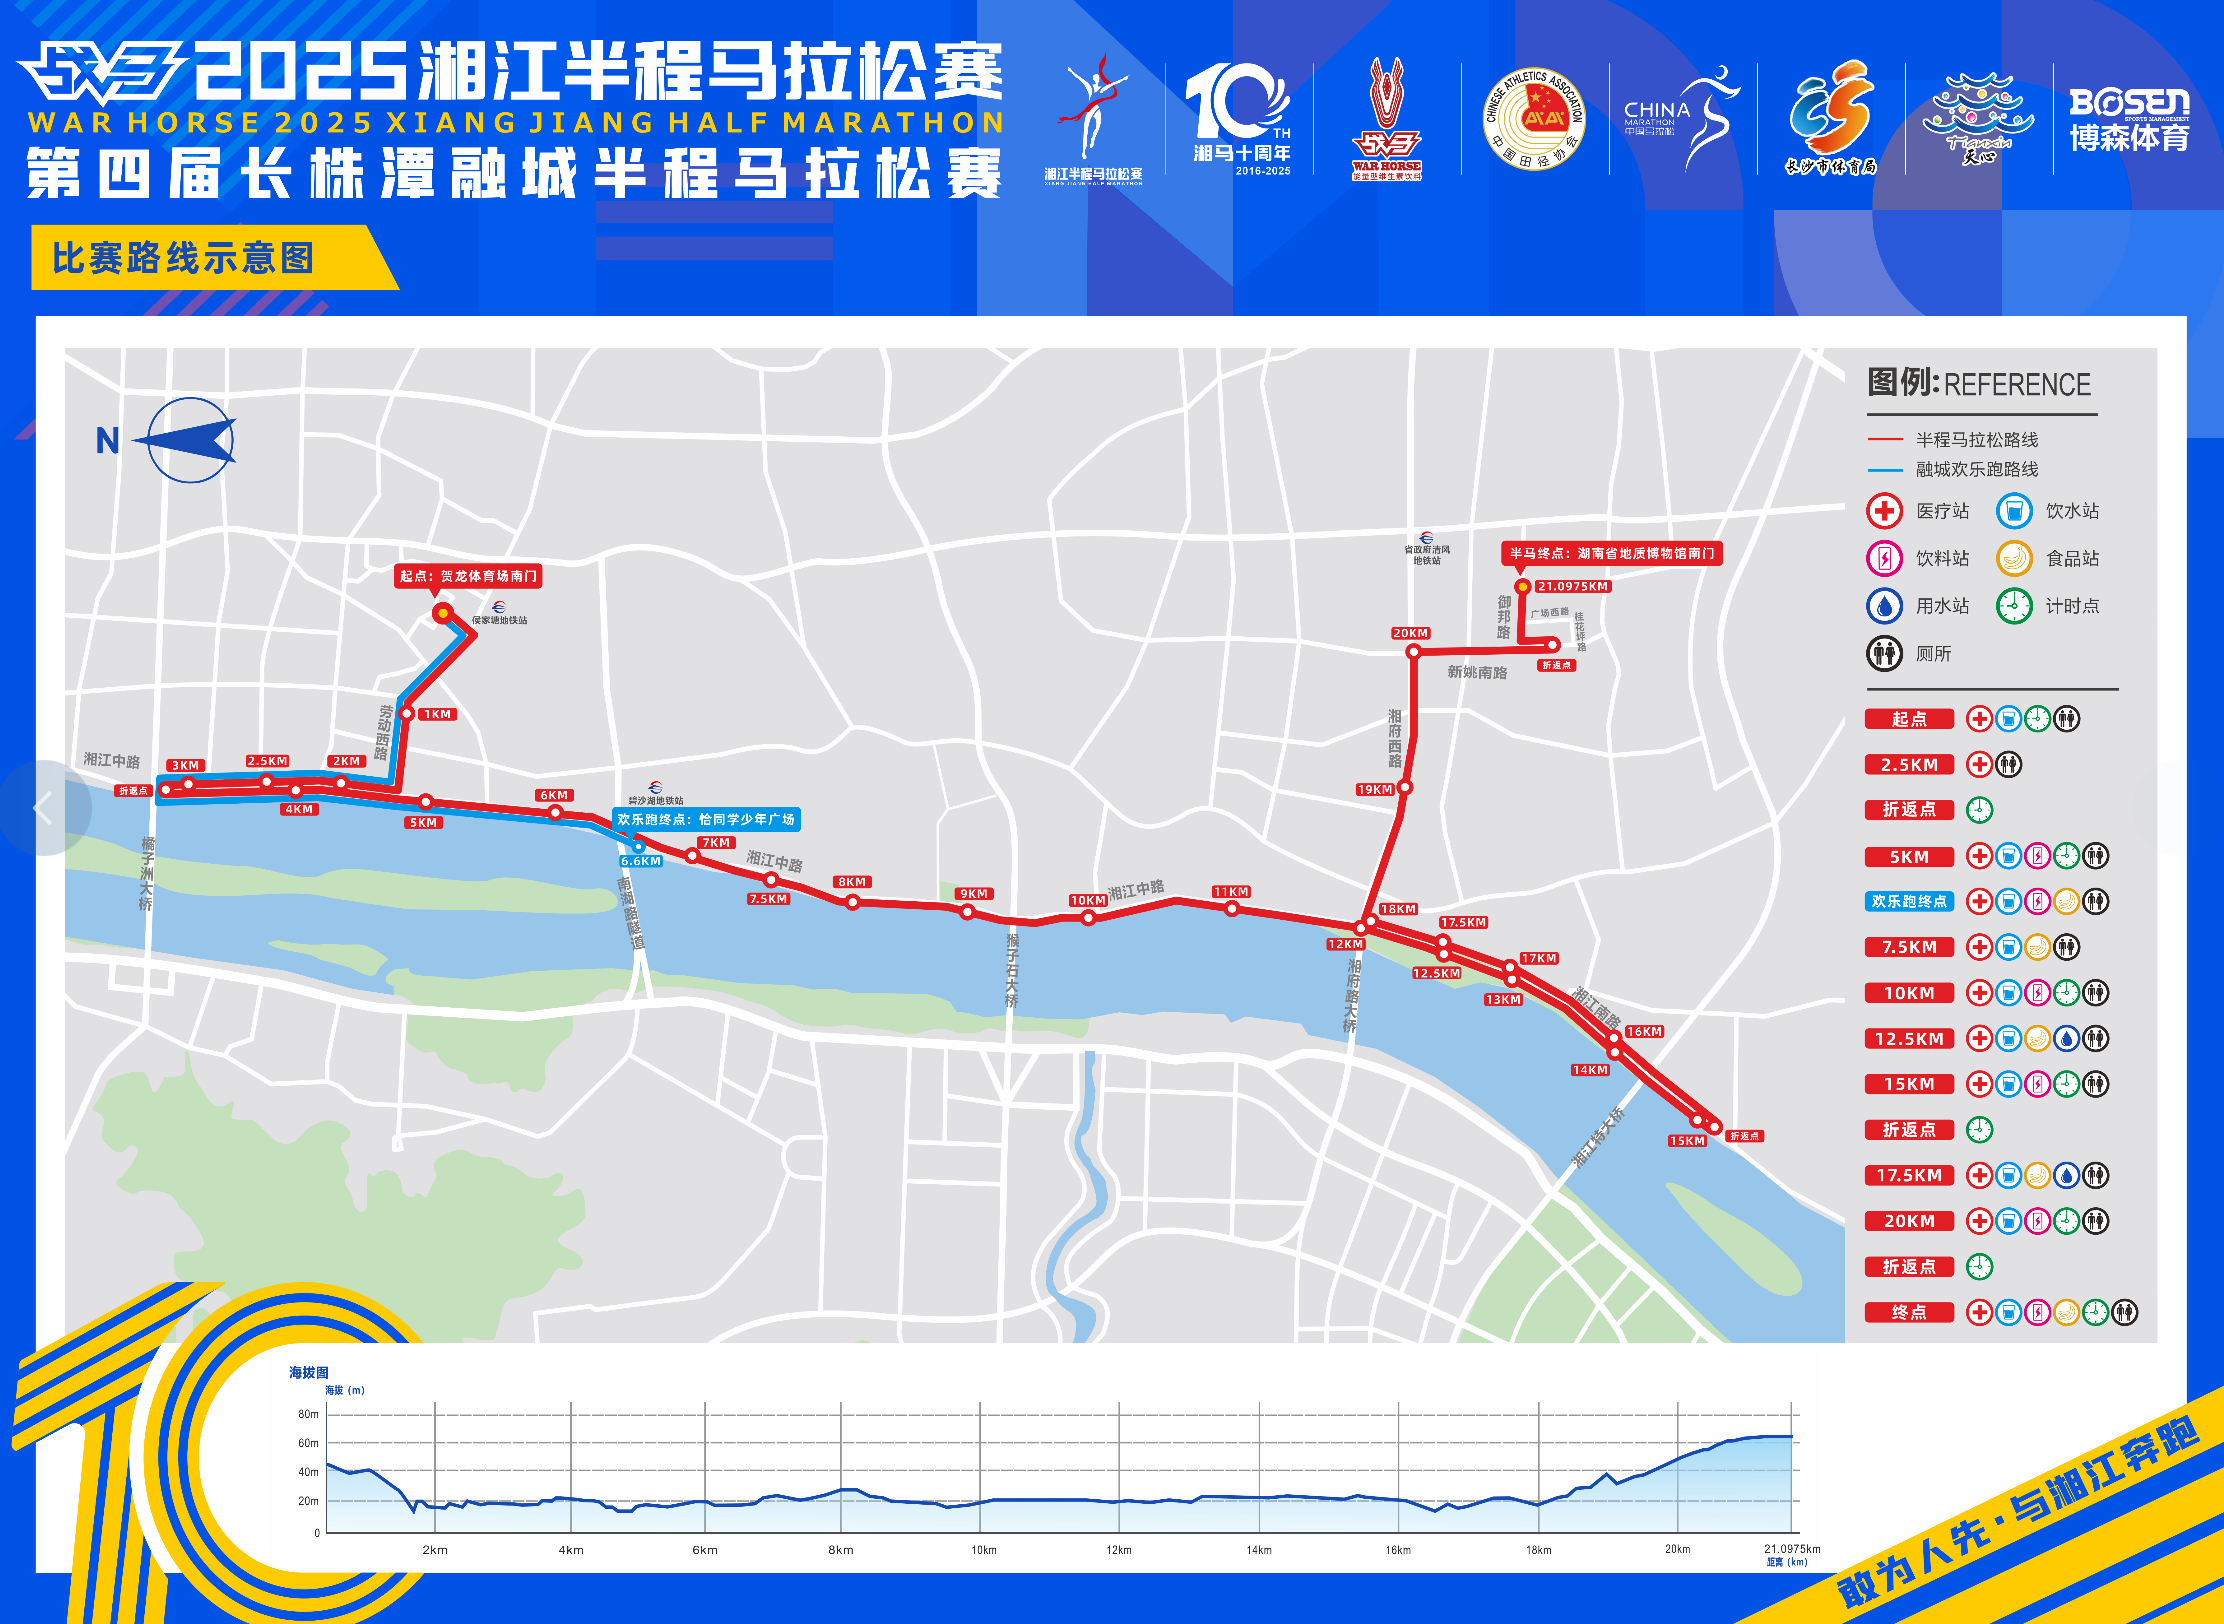 2025湘江半程马拉松赛
WAR HORSE 2025 XIANG JIANG HALF MARATHON
第四届长株潭融城半程马拉松赛
湘江半程马拉松赛
XIANG JIANG HALF MARATHON
10TH
湘马十周年
2016-2025
战马
WAR HORSE
能量型维生素饮料
CHINESE ATHLETICS ASSOCIATION
中国田径协会
CHINA
MARATHON
中国马拉松
长沙市体育局
Tianxin
天心
BOSEN
SPORTS MANAGEMENT
博森体育
比赛路线示意图
N
起点：贺龙体育场南门
侯家塘地铁站
1KM
劳动西路
湘江中路
3KM
2.5KM
2KM
折返点
4KM
5KM
6KM
碧沙湖地铁站
欢乐跑终点：恰同学少年广场
6.6KM
7KM
湘江中路
7.5KM
8KM
9KM
10KM
湘江中路
11KM
12KM
18KM
17.5KM
12.5KM
17KM
13KM
湘江南路
16KM
14KM
15KM
折返点
19KM
湘府西路
20KM
新姚南路
折返点
御邦路
广场西路
桂花坪路
21.0975KM
半马终点：湖南省地质博物馆南门
省政府清风
地铁站
橘子洲大桥
南湖路隧道
猴子石大桥
湘府路大桥
湘江特大桥
图例:REFERENCE
半程马拉松路线
融城欢乐跑路线
医疗站
饮水站
饮料站
食品站
用水站
计时点
厕所
起点
2.5KM
折返点
5KM
欢乐跑终点
7.5KM
10KM
12.5KM
15KM
折返点
17.5KM
20KM
折返点
终点
海拔图
海拔 (m)
80m
60m
40m
20m
0
2km
4km
6km
8km
10km
12km
14km
16km
18km
20km
21.0975km
距离 (km)
敢为人先·与湘江奔跑